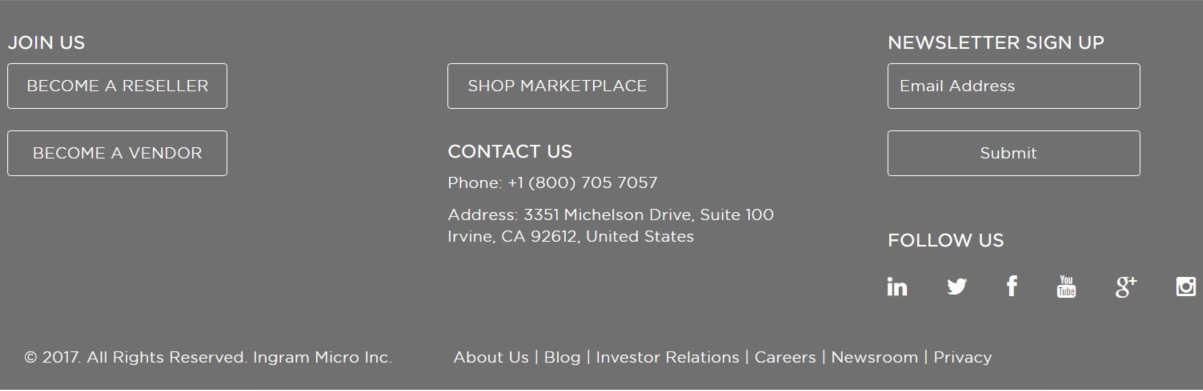 JOIN US
BECOME A RESELLER
BECOME A VENDOR
SHOP MARKETPLACE
CONTACT US
Phone: +1 (800) 705 7057
Address: 3351 Michelson Drive, Suite 100
Irvine, CA 92612, United States
NEWSLETTER SIGN UP
Email Address
Submit
FOLLOW US
in
You
Tube
g+
© 2017. All Rights Reserved. Ingram Micro Inc.
About Us | Blog | Investor Relations | Careers | Newsroom | Privacy